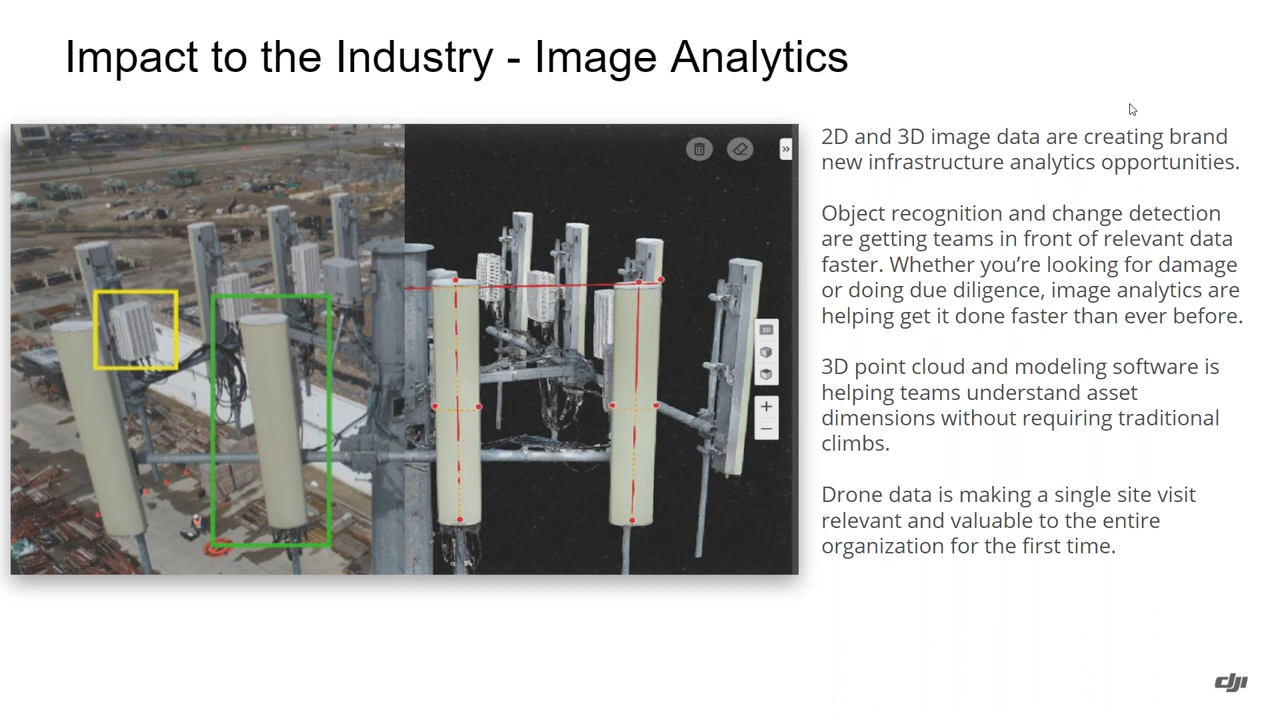 Impact to the Industry - Image Analytics
2D and 3D image data are creating brand
new infrastructure analytics opportunities.
Object recognition and change detection
are getting teams in front of relevant data
faster. Whether you’re looking for damage
or doing due diligence, image analytics are
helping get it done faster than ever before.
3D point cloud and modeling software is
helping teams understand asset
dimensions without requiring traditional
climbs.
Drone data is making a single site visit
relevant and valuable to the entire
organization for the first time.
2D
dji